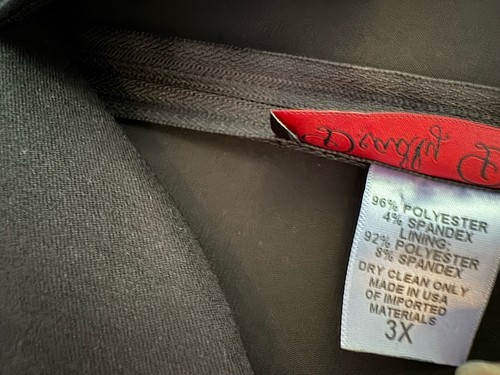 96% POLYESTER
4% SPANDEX
LINING:
92% POLYESTER
8% SPANDEX
DRY CLEAN ONLY
MADE IN USA
OF IMPORTED
MATERIALS
3X